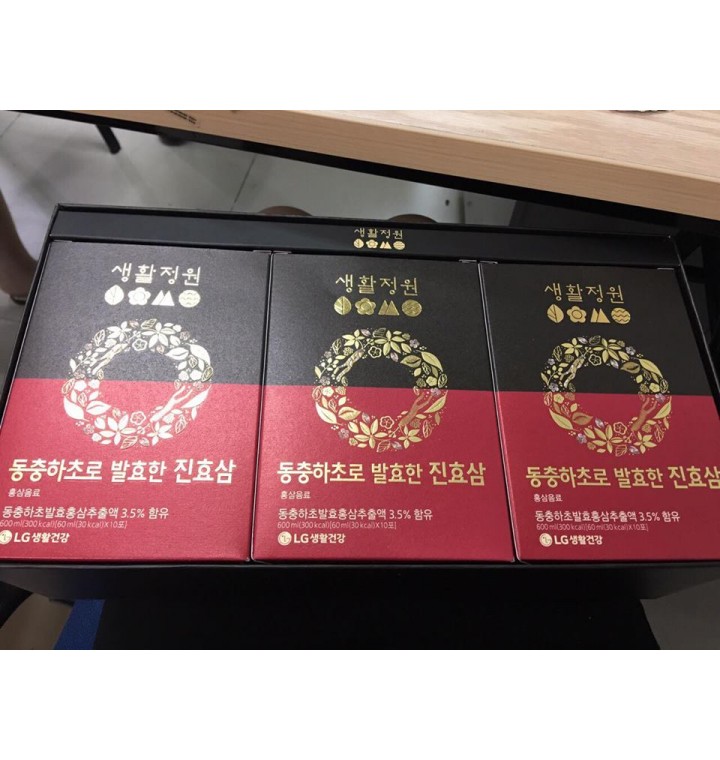 생활정원
생활정원
동충하초로 발효한 진효삼
홍삼음료
동충하초발효홍삼추출액 3.5% 함유
600 ml(300 kcal)[60 ml(30 kcal)X10포]
LG생활건강
생활정원
동충하초로 발효한 진효삼
홍삼음료
동충하초발효홍삼추출액 3.5% 함유
600 ml(300 kcal)[60 ml(30 kcal)X10포]
LG생활건강
생활정원
동충하초로 발효한 진효삼
홍삼음료
동충하초발효홍삼추출액 3.5% 함유
600 ml(300 kcal)[60 ml(30 kcal)X10포]
LG생활건강